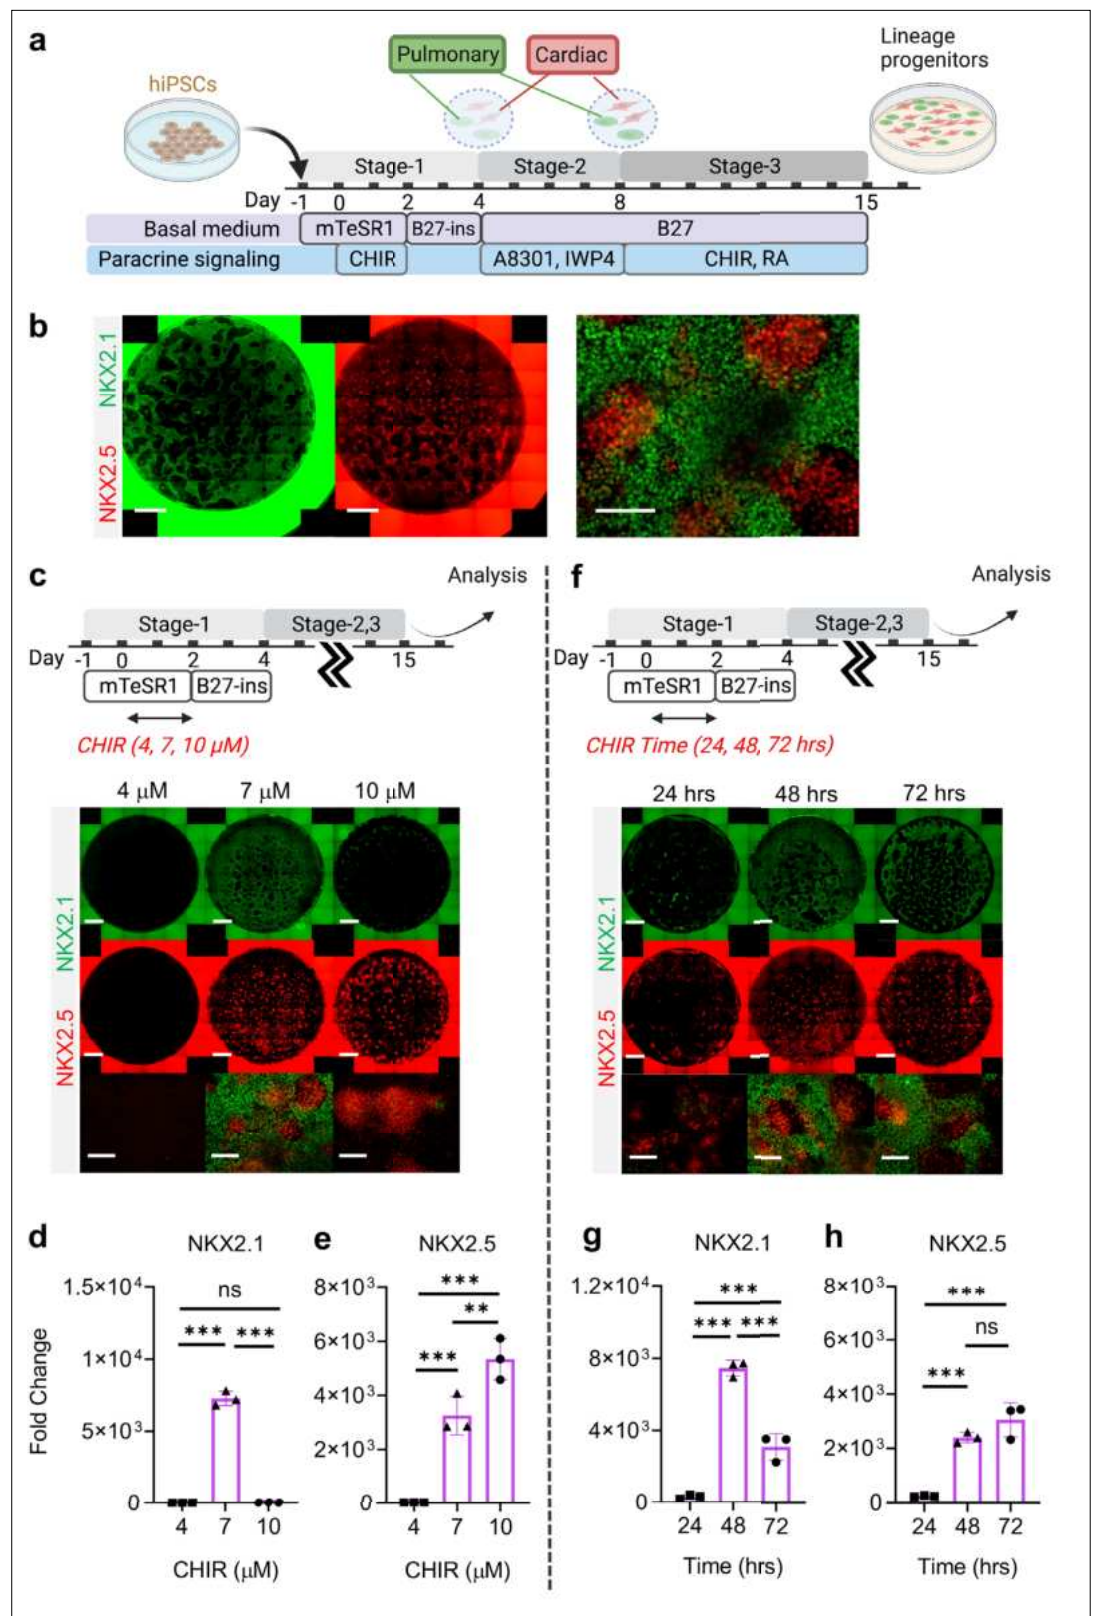 a
Pulmonary
Cardiac
Lineage
progenitors
hiPSCs
Stage-1
Stage-2
Stage-3
Day
-1
0
2
4
8
15
Basal medium
mTeSR1
B27-ins
B27
Paracrine signaling
CHIR
A8301, IWP4
CHIR, RA
b
NKX2.1
NKX2.5
c
Analysis
Stage-1
Stage-2,3
Day
-1
0
2
4
15
mTeSR1
B27-ins
CHIR (4, 7, 10 µM)
4 µM
7 µM
10 µM
NKX2.1
NKX2.5
f
Analysis
Stage-1
Stage-2,3
Day
-1
0
2
4
15
mTeSR1
B27-ins
CHIR Time (24, 48, 72 hrs)
24 hrs
48 hrs
72 hrs
NKX2.1
NKX2.5
d
NKX2.1
Fold Change
1.5×10⁴
1×10⁴
5×10³
0
ns
***
***
4
7
10
CHIR (µM)
e
NKX2.5
8×10³
6×10³
4×10³
2×10³
0
***
**
***
4
7
10
CHIR (µM)
g
NKX2.1
1.2×10⁴
8×10³
4×10³
0
***
***
***
24
48
72
Time (hrs)
h
NKX2.5
8×10³
6×10³
4×10³
2×10³
0
***
ns
***
24
48
72
Time (hrs)